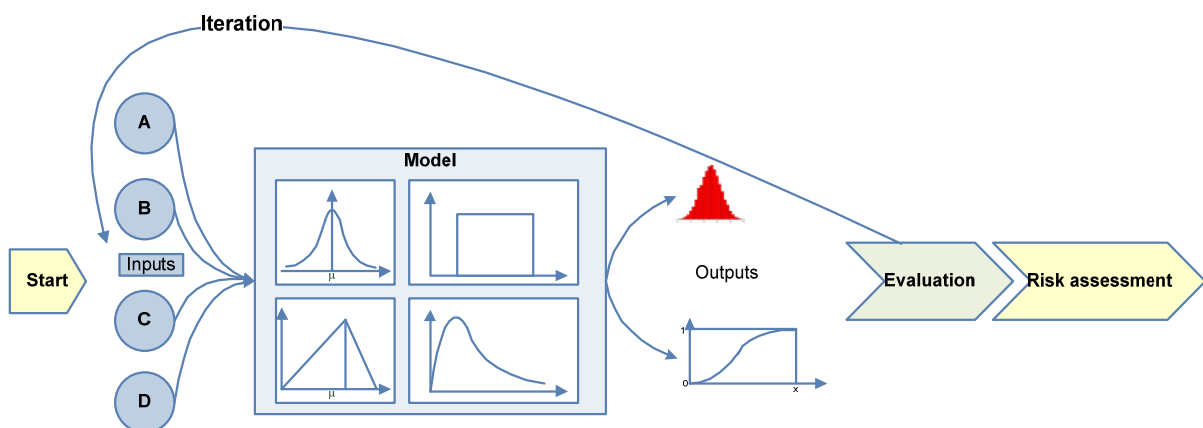 Iteration
A
B
Start
Inputs
C
D
Model
μ
μ
Outputs
1
0
x
Evaluation
Risk assessment